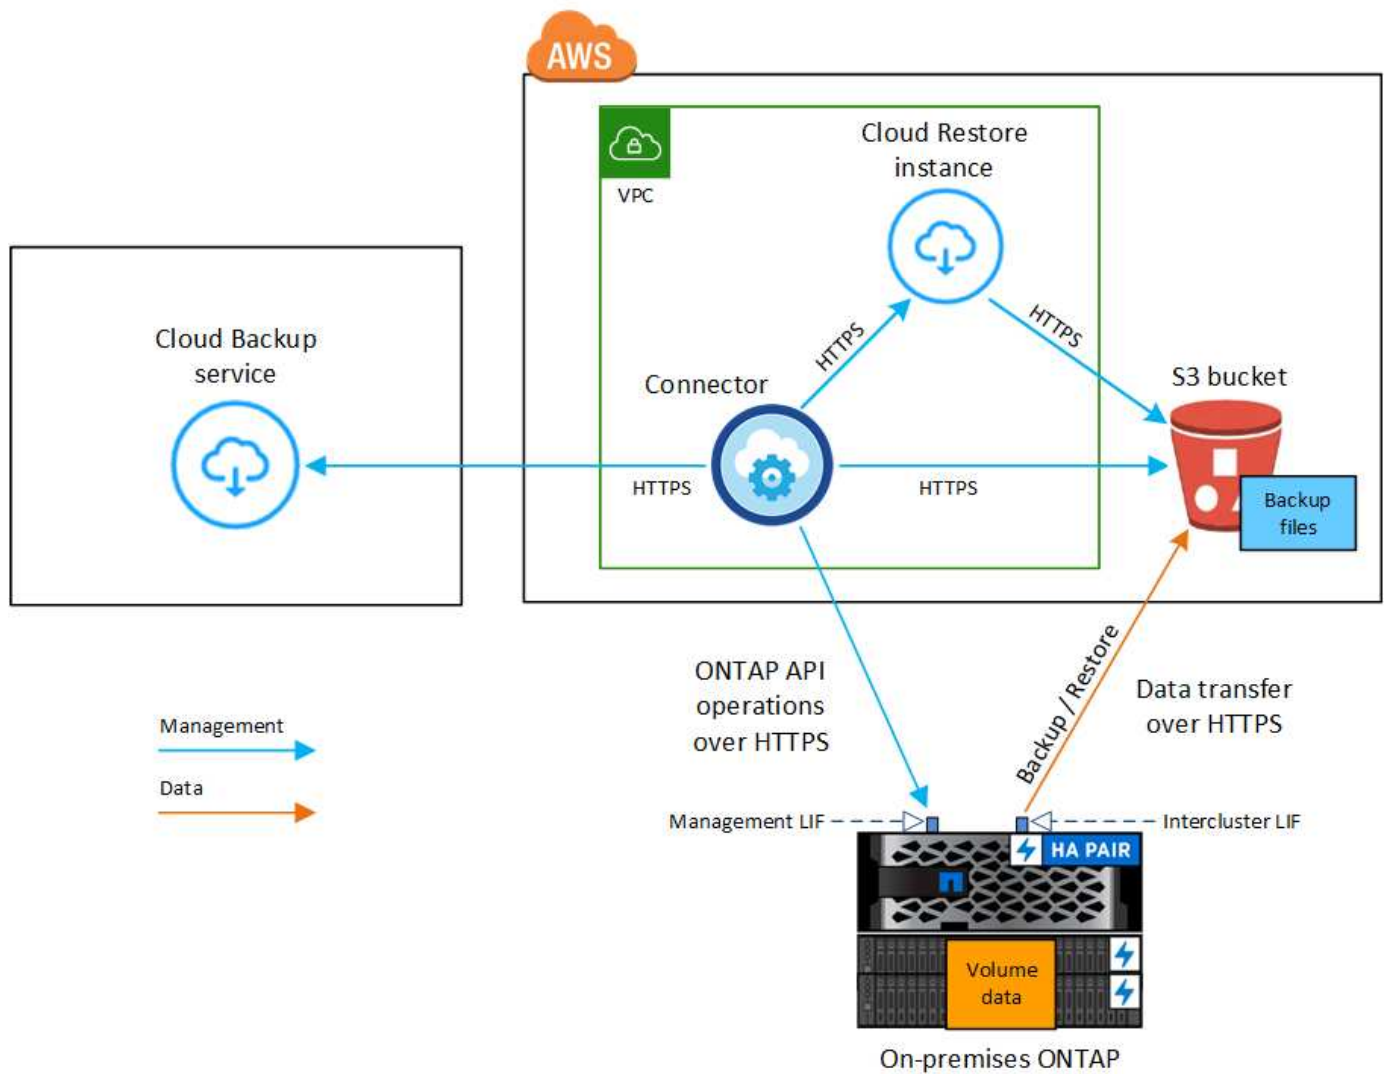 AWS
Cloud Restore
instance
VPC
HTTPS
HTTPS
Cloud Backup
service
Connector
S3 bucket
HTTPS
HTTPS
Backup
files
ONTAP API
operations
over HTTPS
Backup / Restore
Data transfer
over HTTPS
Management
Data
Management LIF
Intercluster LIF
HA PAIR
Volume
data
On-premises ONTAP